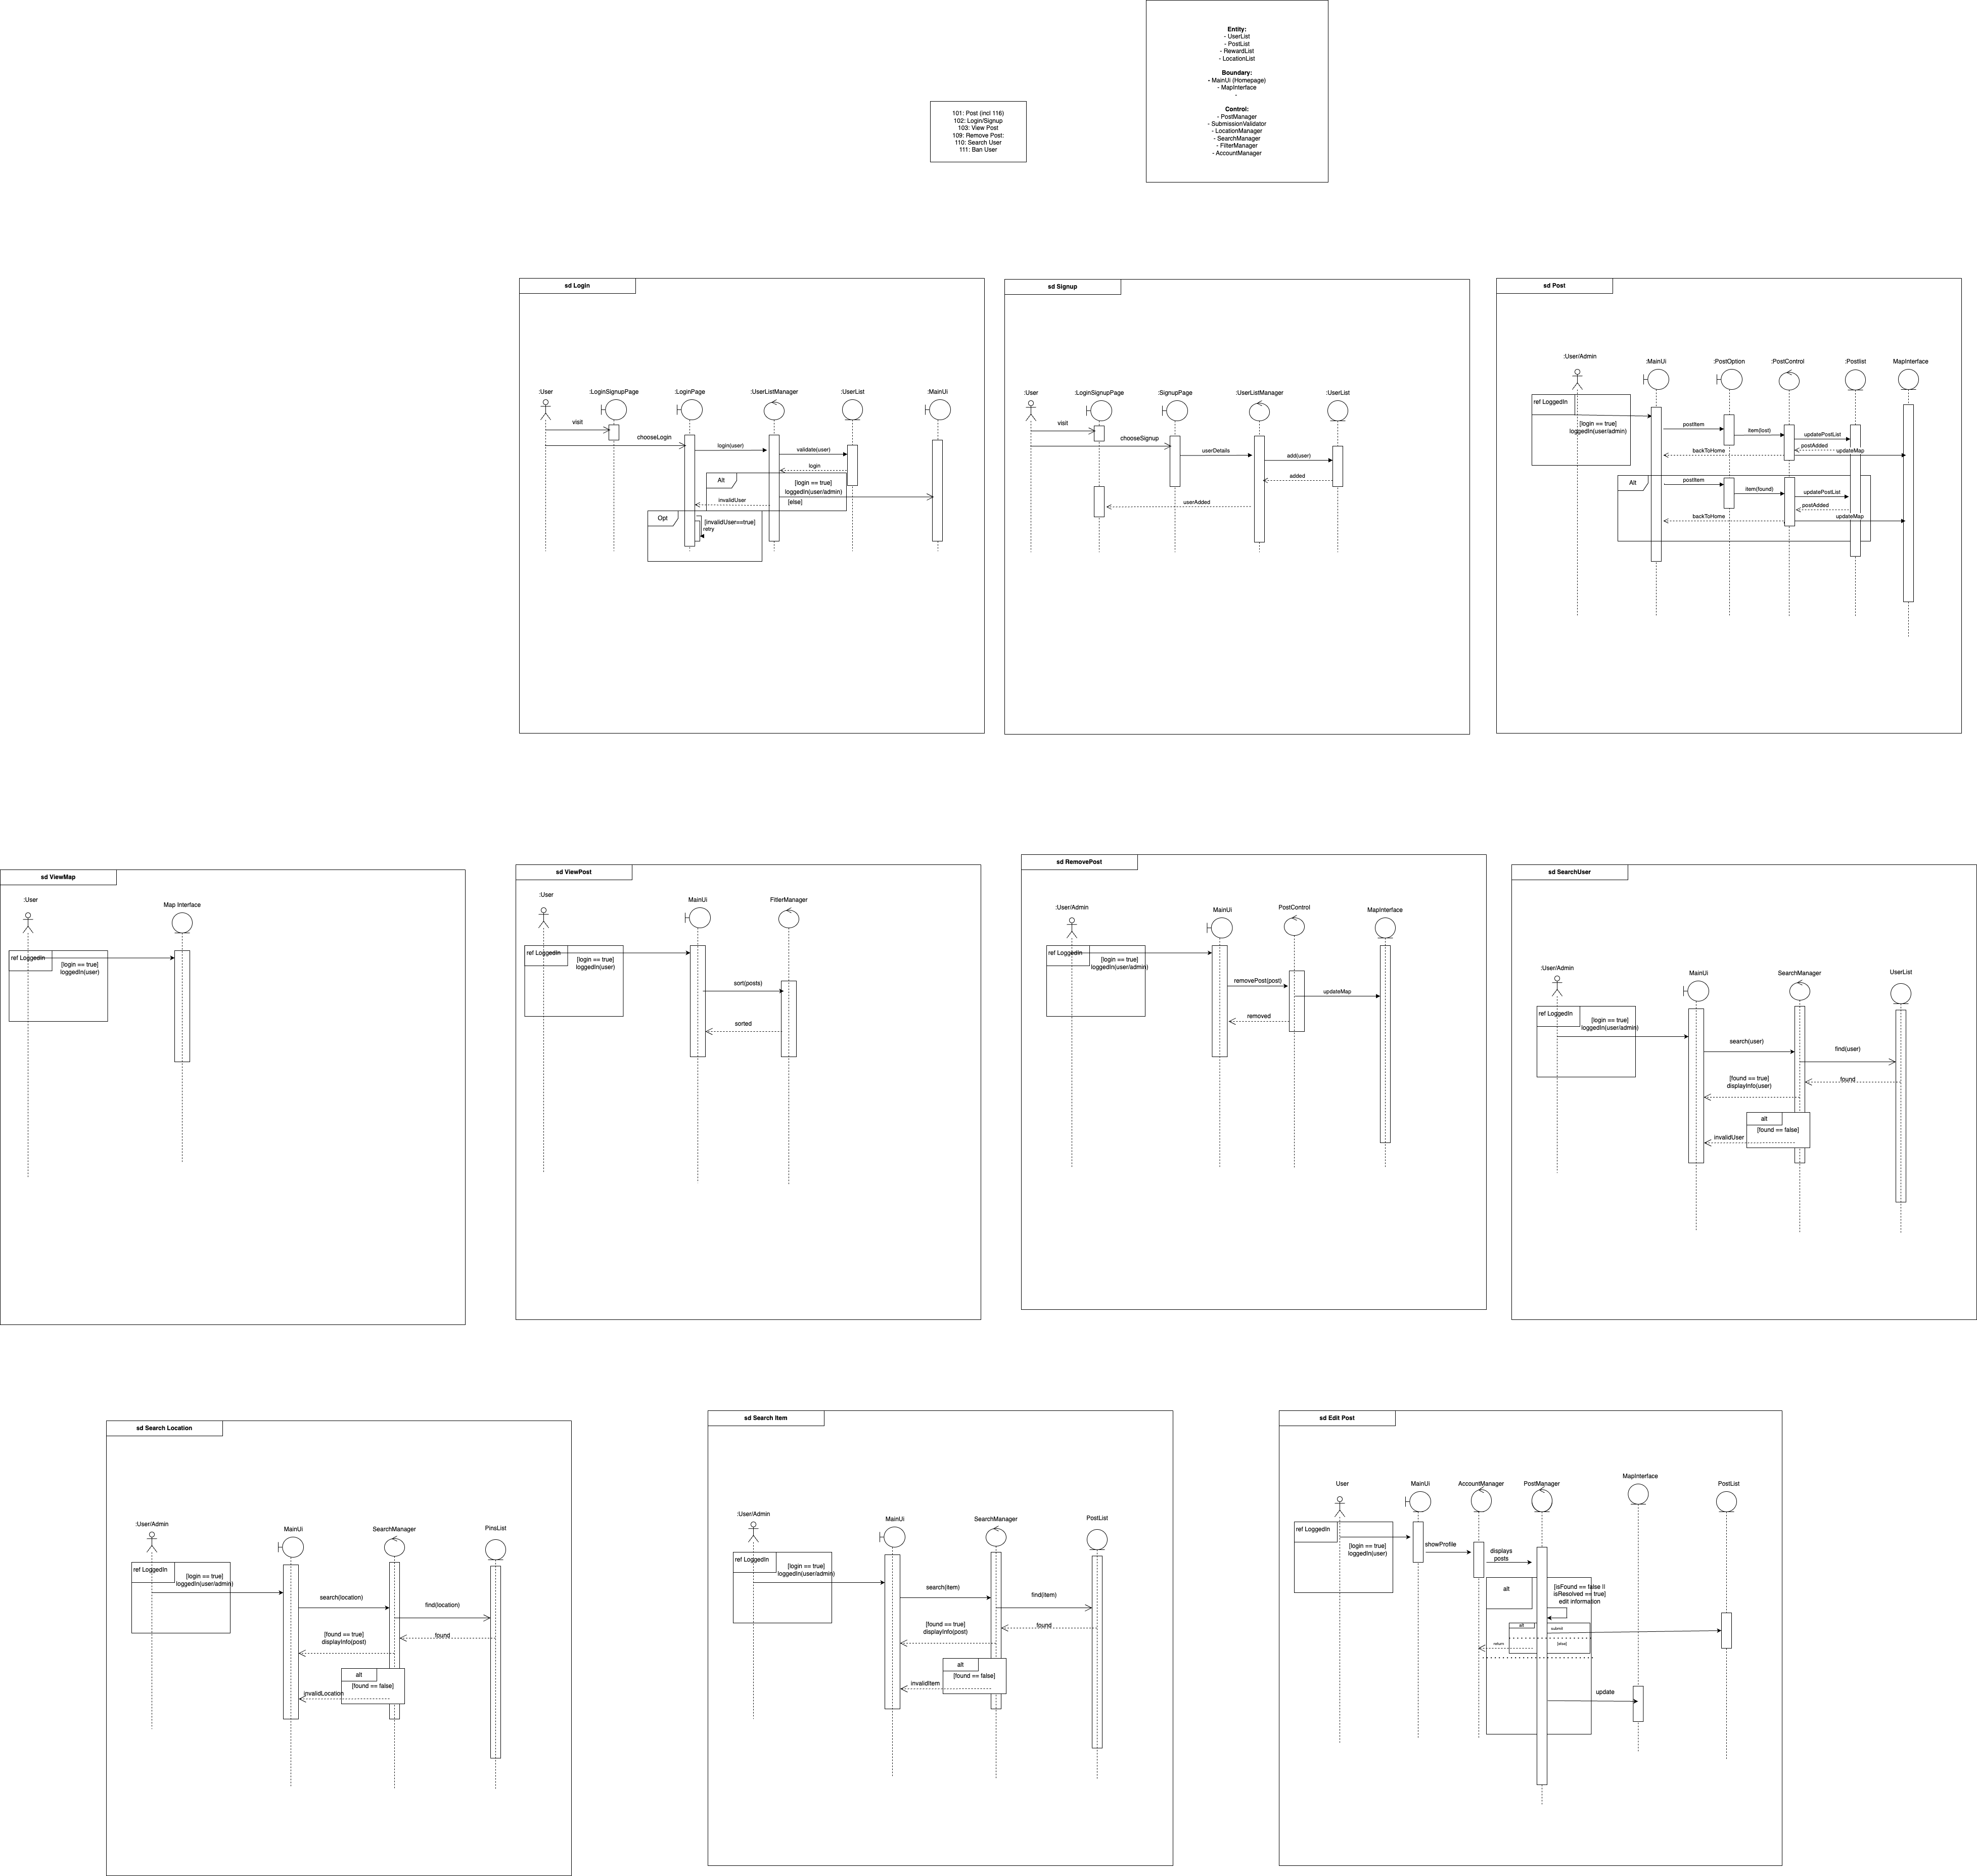 Entity:
- UserList
- PostList
- RewardList
- LocationList
Boundary:
- MainUi (Homepage)
- MapInterface
-
Control:
- PostManager
- SubmissionValidator
- LocationManager
- SearchManager
- FilterManager
- AccountManager
101: Post (incl 116)
102: Login/Signup
103: View Post
109: Remove Post:
110: Search User
111: Ban User
sd Login
:User
:LoginSignupPage
:LoginPage
:UserListManager
:UserList
:MainUi
visit
chooseLogin
login(user)
validate(user)
login
Alt
[login == true]
loggedIn(user/admin)
invalidUser
[else]
Opt
[invalidUser==true]
retry
sd Signup
:User
:LoginSignupPage
:SignupPage
:UserListManager
:UserList
visit
chooseSignup
userDetails
add(user)
added
userAdded
sd Post
:User/Admin
:MainUi
:PostOption
:PostControl
:Postlist
MapInterface
ref LoggedIn
[login == true]
loggedIn(user/admin)
postItem
item(lost)
updatePostList
postAdded
backToHome
updateMap
Alt
postItem
item(found)
updatePostList
postAdded
backToHome
updateMap
sd ViewMap
:User
Map Interface
ref LoggedIn
[login == true]
loggedIn(user)
sd ViewPost
:User
MainUi
FitlerManager
ref LoggedIn
[login == true]
loggedIn(user)
sort(posts)
sorted
sd RemovePost
:User/Admin
MainUi
PostControl
MapInterface
ref LoggedIn
[login == true]
loggedIn(user/admin)
removePost(post)
updateMap
removed
sd SearchUser
:User/Admin
MainUi
SearchManager
UserList
ref LoggedIn
[login == true]
loggedIn(user/admin)
search(user)
find(user)
found
[found == true]
displayInfo(user)
alt
[found == false]
invalidUser
sd Search Location
:User/Admin
MainUi
SearchManager
PinsList
ref LoggedIn
[login == true]
loggedIn(user/admin)
search(location)
find(location)
found
[found == true]
displayInfo(post)
alt
[found == false]
invalidLocation
sd Search Item
:User/Admin
MainUi
SearchManager
PostList
ref LoggedIn
[login == true]
loggedIn(user/admin)
search(item)
find(item)
found
[found == true]
displayInfo(post)
alt
[found == false]
invalidItem
sd Edit Post
User
MainUi
AccountManager
PostManager
MapInterface
PostList
ref LoggedIn
[login == true]
loggedIn(user)
showProfile
displays
posts
alt
[isFound == false ||
isResolved == true]
edit information
alt
submit
return
[else]
update